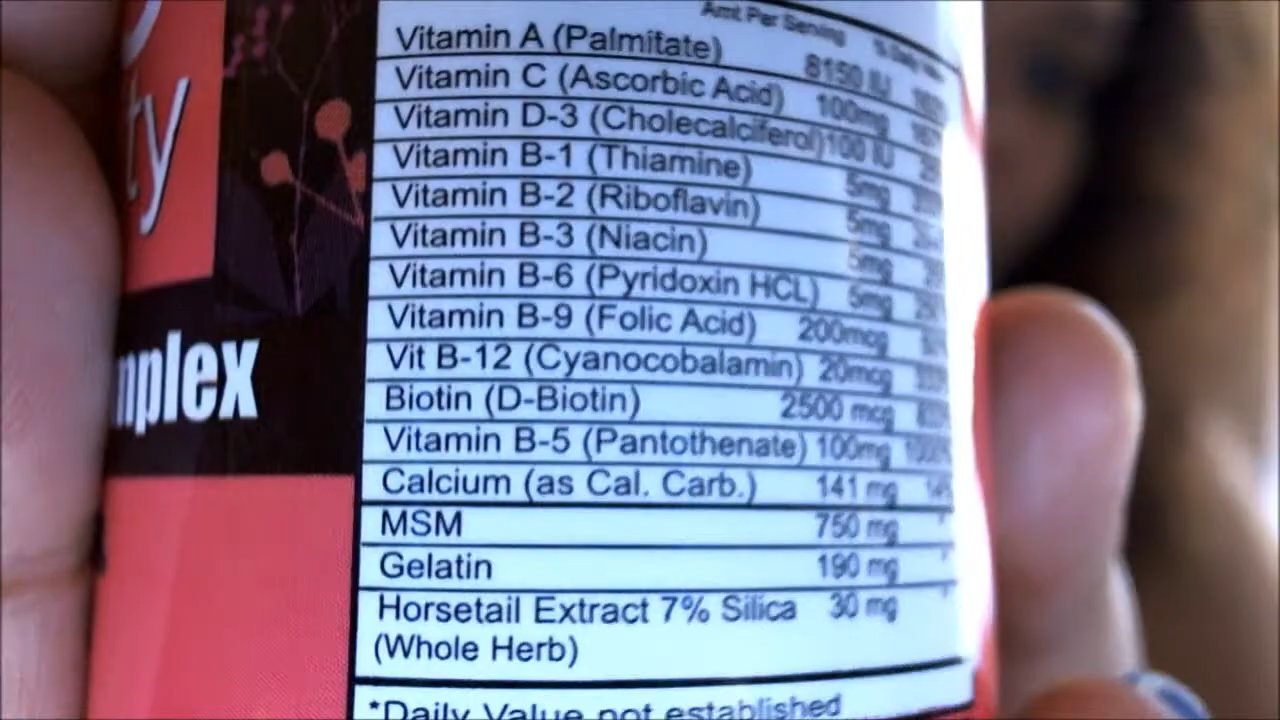 ty
mplex
Amt Per Serving % Daily
Vitamin A (Palmitate) 8150 IU
Vitamin C (Ascorbic Acid) 100mg
Vitamin D-3 (Cholecalciferol) 100 IU
Vitamin B-1 (Thiamine) 5mg
Vitamin B-2 (Riboflavin) 5mg
Vitamin B-3 (Niacin) 5mg
Vitamin B-6 (Pyridoxin HCL) 5mg
Vitamin B-9 (Folic Acid) 200mcg
Vit B-12 (Cyanocobalamin) 20mcg
Biotin (D-Biotin) 2500 mcg
Vitamin B-5 (Pantothenate) 100mg 1000%
Calcium (as Cal. Carb.) 141 mg 14%
MSM 750 mg *
Gelatin 190 mg *
Horsetail Extract 7% Silica 30 mg *
(Whole Herb)
*Daily Value not established